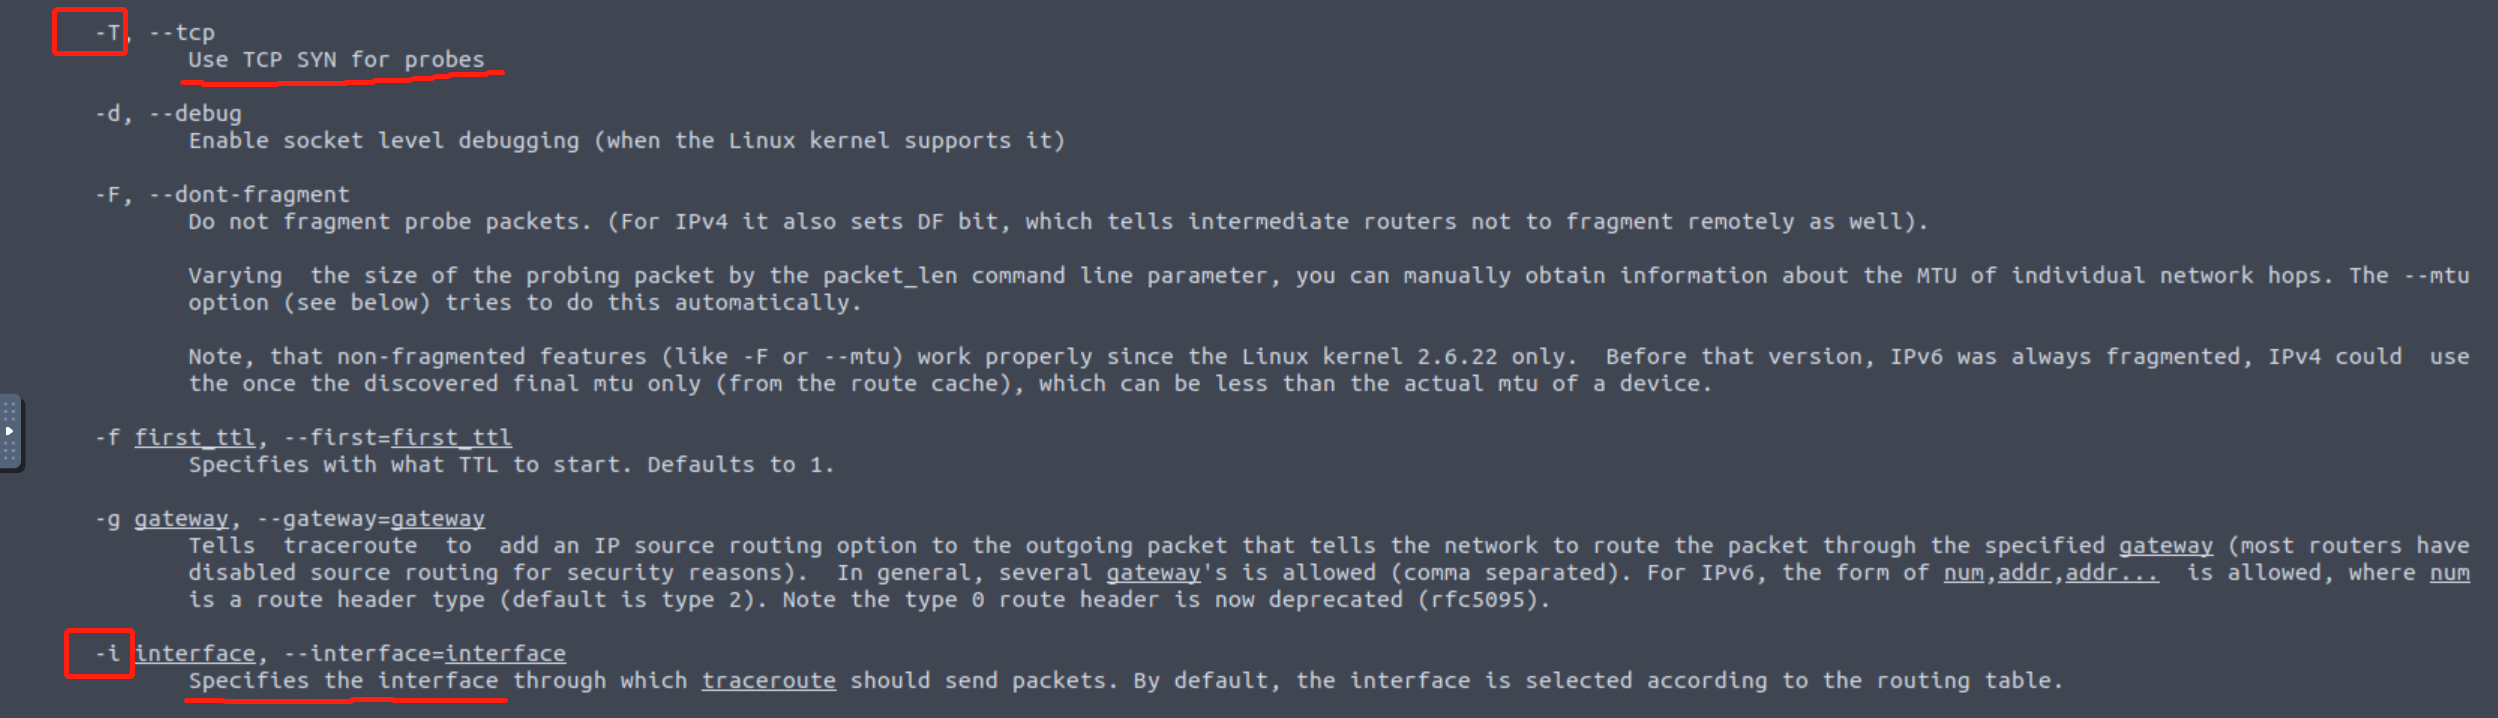 -T, --tcp
Use TCP SYN for probes
-d, --debug
Enable socket level debugging (when the Linux kernel supports it)
-F, --dont-fragment
Do not fragment probe packets. (For IPv4 it also sets DF bit, which tells intermediate routers not to fragment remotely as well).
Varying  the size of the probing packet by the packet_len command line parameter, you can manually obtain information about the MTU of individual network hops. The --mtu
option (see below) tries to do this automatically.
Note, that non-fragmented features (like -F or --mtu) work properly since the Linux kernel 2.6.22 only.  Before that version, IPv6 was always fragmented, IPv4 could  use
the once the discovered final mtu only (from the route cache), which can be less than the actual mtu of a device.
-f first_ttl, --first=first_ttl
Specifies with what TTL to start. Defaults to 1.
-g gateway, --gateway=gateway
Tells  traceroute  to  add an IP source routing option to the outgoing packet that tells the network to route the packet through the specified gateway (most routers have
disabled source routing for security reasons).  In general, several gateway's is allowed (comma separated). For IPv6, the form of num,addr,addr...  is allowed, where num
is a route header type (default is type 2). Note the type 0 route header is now deprecated (rfc5095).
-i interface, --interface=interface
Specifies the interface through which traceroute should send packets. By default, the interface is selected according to the routing table.